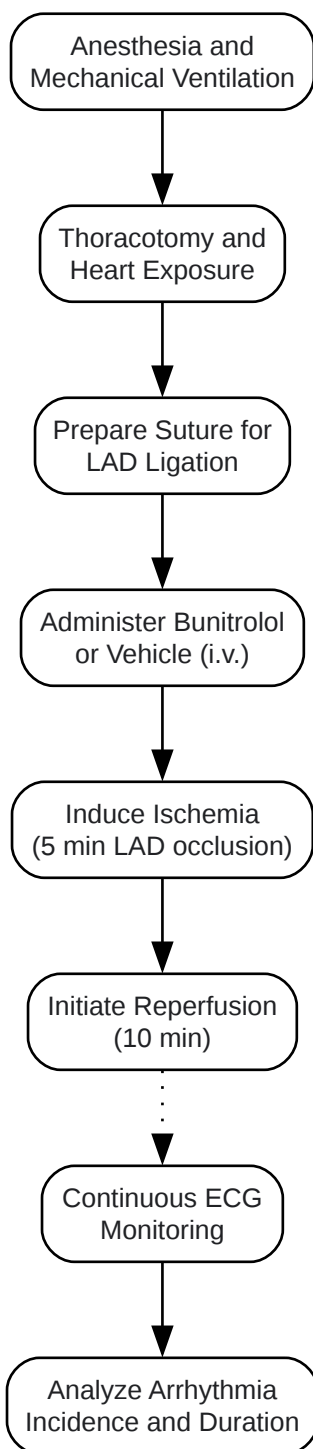 Anesthesia and
Mechanical Ventilation
Thoracotomy and
Heart Exposure
Prepare Suture for
LAD Ligation
Administer Bunitrolol
or Vehicle (i.v.)
Induce Ischemia
(5 min LAD occlusion)
Initiate Reperfusion
(10 min)
Continuous ECG
Monitoring
Analyze Arrhythmia
Incidence and Duration